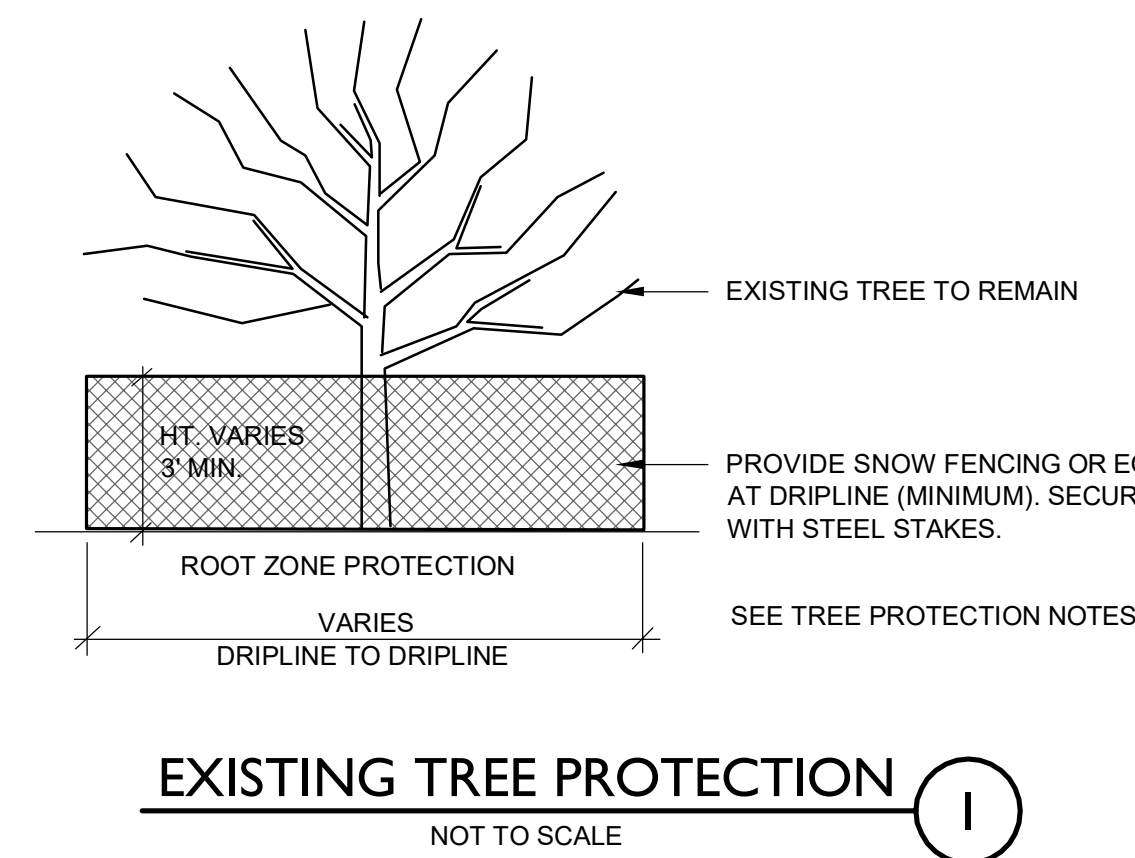 EXISTING TREE TO REMAIN
HT. VARIES
3' MIN.
PROVIDE SNOW FENCING OR
AT DRIPLINE (MINIMUM).
WITH STEEL STAKES.
ROOT ZONE PROTECTION
VARIES
DRIPLINE TO DRIPLINE
SEE TREE PROTECTION NOTES
EXISTING TREE PROTECTION
1
NOT TO SCALE